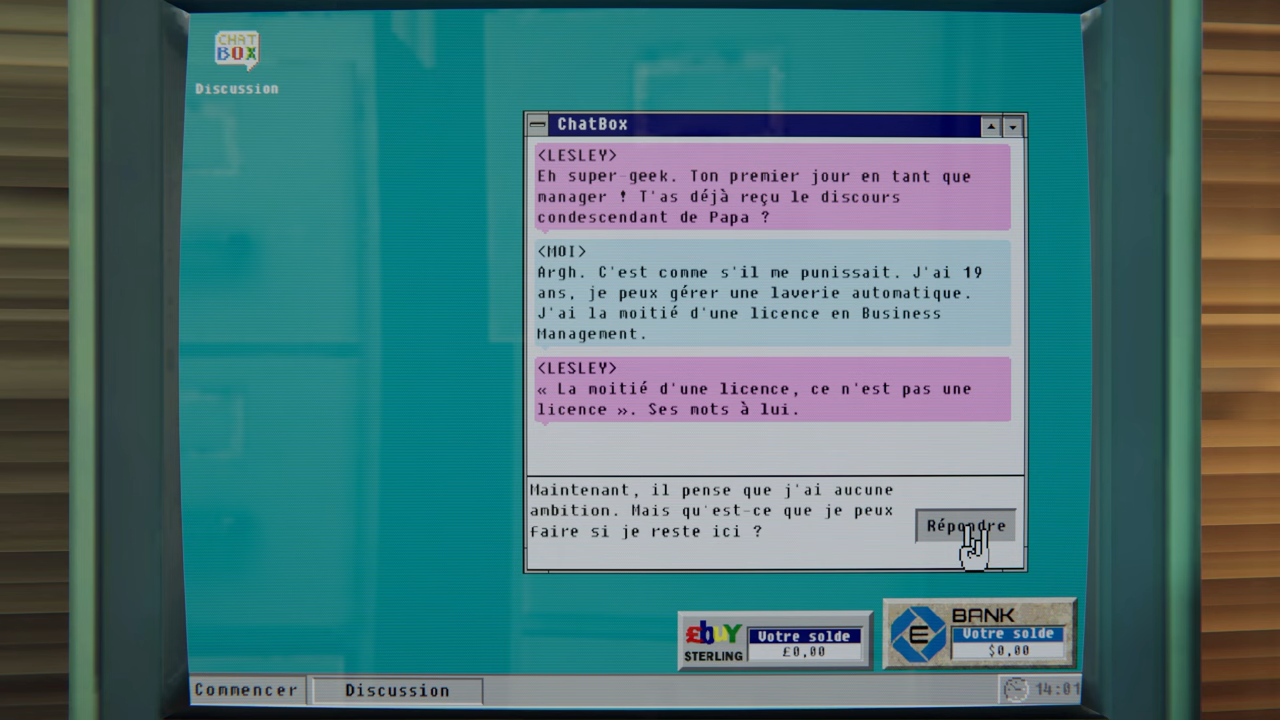 CHAT
BOX
Discussion
ChatBox
<LESLEY>
Eh super-geek. Ton premier jour en tant que
manager ! T'as déjà reçu le discours
condescendant de Papa ?
<MOI>
Argh. C'est comme s'il me punissait. J'ai 19
ans, je peux gérer une laverie automatique.
J'ai la moitié d'une licence en Business
Management.
<LESLEY>
« La moitié d'une licence, ce n'est pas une
licence ». Ses mots à lui.
Maintenant, il pense que j'ai aucune
ambition. Mais qu'est-ce que je peux
faire si je reste ici ?
Répondre
£buY
STERLING
Votre solde
£0,00
E
BANK
Votre solde
$0,00
Commencer
Discussion
14:01